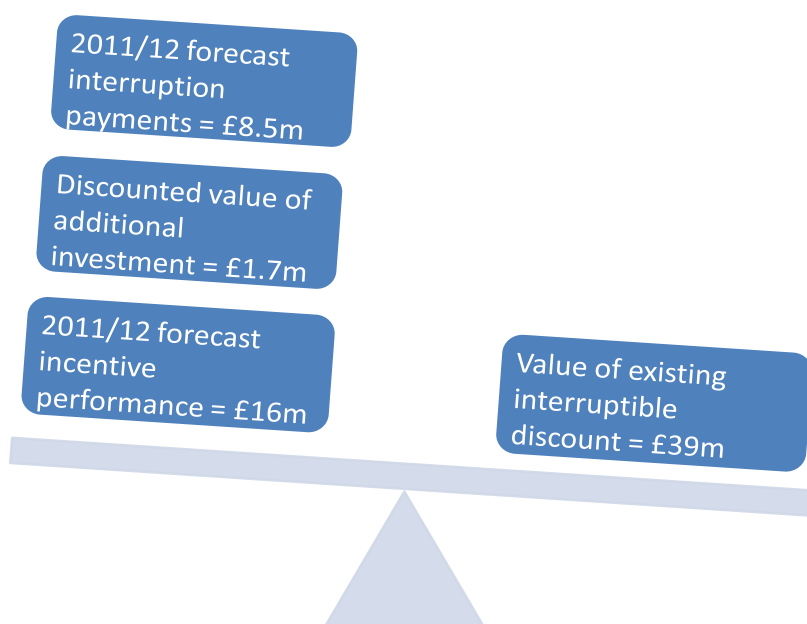 2011/12 forecast
interruption
payments = £8.5m
Discounted value of
additional
investment = £1.7m
2011/12 forecast
incentive
performance = £16m
Value of existing
interruptible
discount = £39m